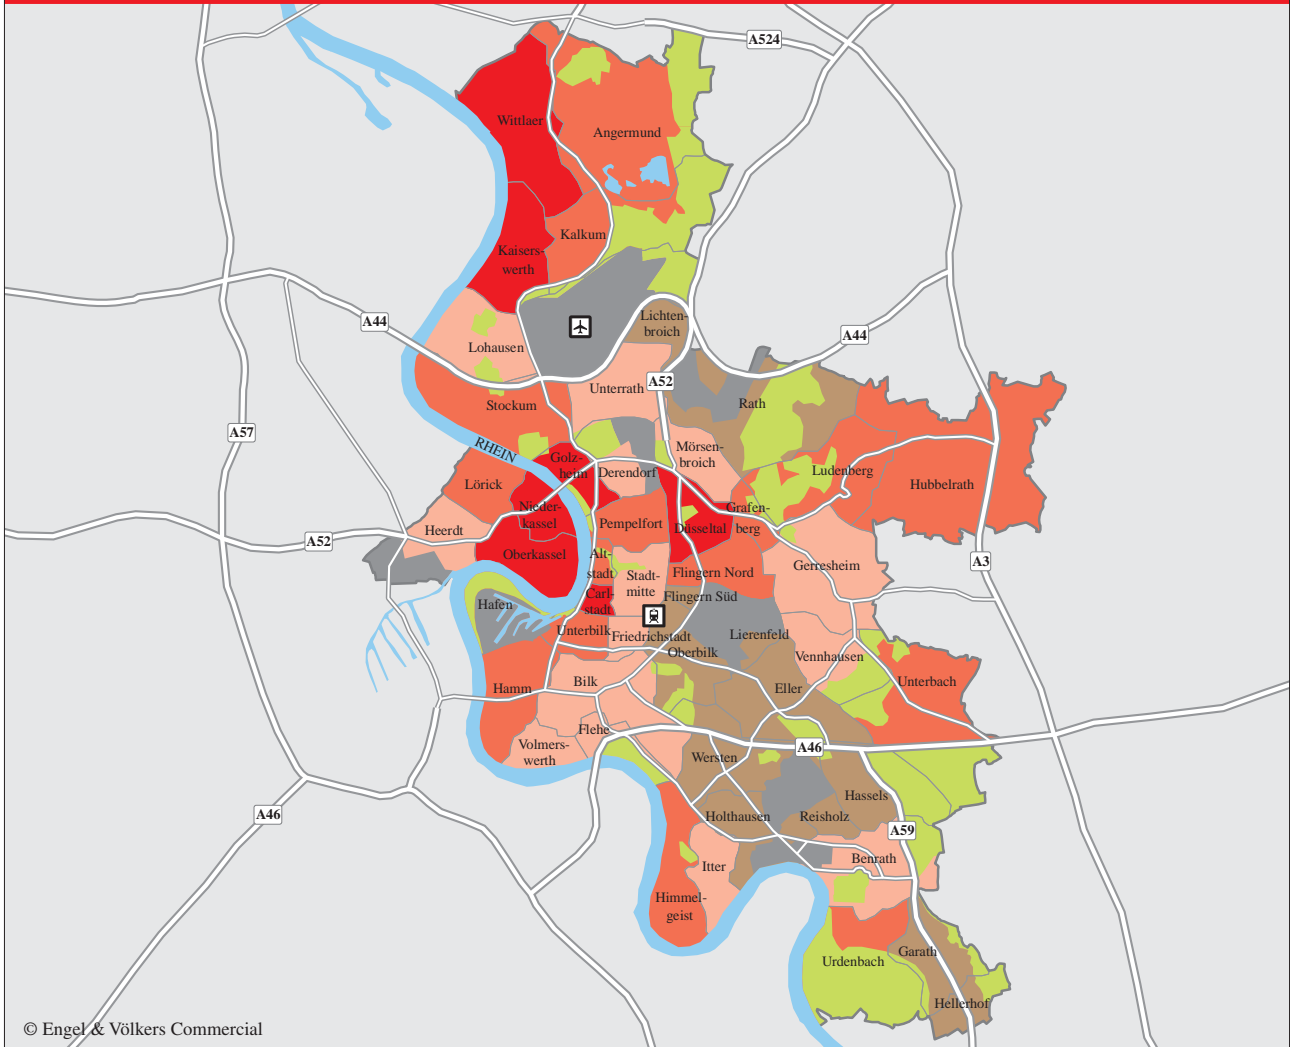 A524
Wittlaer
Angermund
Kalkum
Kaisers-
werth
Lichten-
broich
A44
A44
Lohausen
A52
Unterrath
Rath
Stockum
A57
RHEIN
Mörsen-
broich
Golz-
heim
Derendorf
Ludenberg
Hubbelrath
Lörick
Nieder-
kassel
Grafen-
berg
Pempelfort
Düsseltal
Heerdt
A52
Oberkassel
Alt-
stadt
A3
Gerresheim
Stadt-
mitte
Flingern Nord
Carl-
stadt
Flingern Süd
Hafen
Unterbilk
Friedrichstadt
Lierenfeld
Oberbilk
Vennhausen
Unterbach
Bilk
Hamm
Eller
Flehe
Volmers-
werth
A46
Wersten
Hassels
A46
Holthausen
Reisholz
A59
Benrath
Itter
Himmel-
geist
Garath
Urdenbach
Hellerhof
© Engel & Völkers Commercial